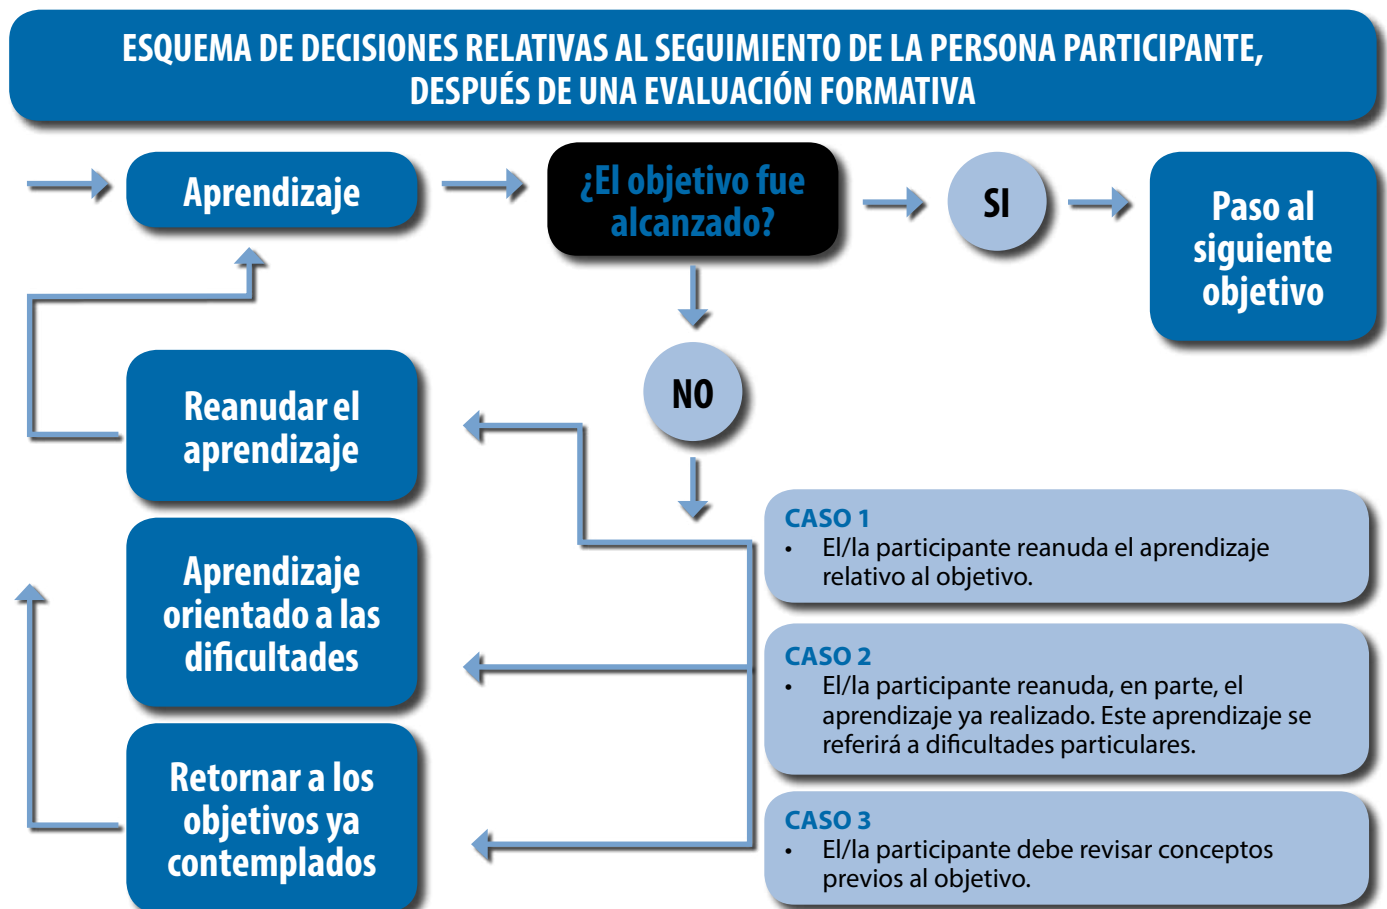 ESQUEMA DE DECISIONES RELATIVAS AL SEGUIMIENTO DE LA PERSONA PARTICIPANTE,
DESPUÉS DE UNA EVALUACIÓN FORMATIVA
Aprendizaje
¿El objetivo fue
alcanzado?
SI
Paso al
siguiente
objetivo
NO
Reanudar el
aprendizaje
Aprendizaje
orientado a las
dificultades
Retornar a los
objetivos ya
contemplados
CASO 1
• El/la participante reanuda el aprendizaje
relativo al objetivo.
CASO 2
• El/la participante reanuda, en parte, el
aprendizaje ya realizado. Este aprendizaje se
referirá a dificultades particulares.
CASO 3
• El/la participante debe revisar conceptos
previos al objetivo.